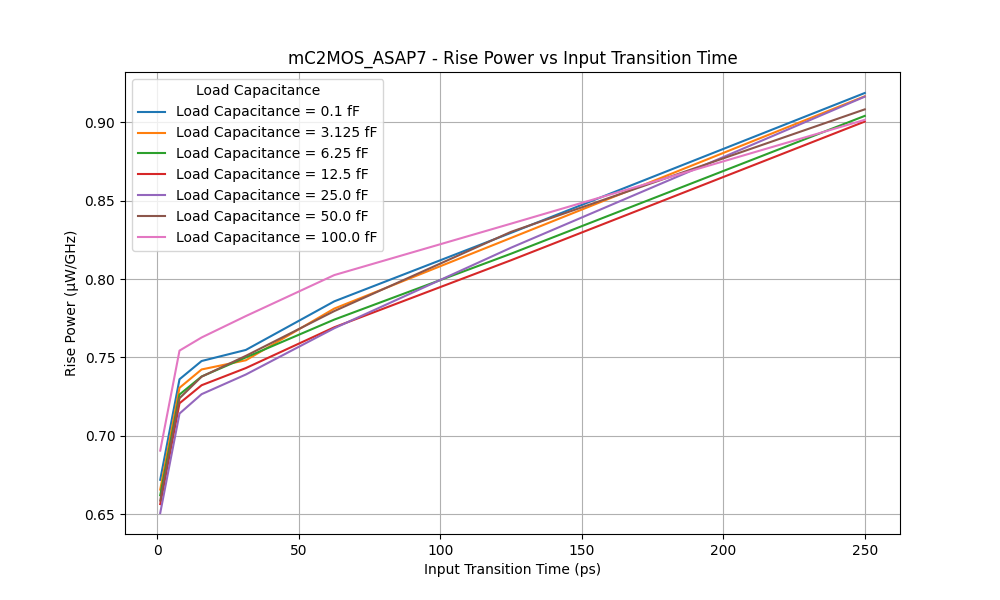 mC2MOS_ASAP7 - Rise Power vs Input Transition Time
Load Capacitance
Load Capacitance = 0.1 fF
Load Capacitance = 3.125 fF
Load Capacitance = 6.25 fF
Load Capacitance = 12.5 fF
Load Capacitance = 25.0 fF
Load Capacitance = 50.0 fF
Load Capacitance = 100.0 fF
Rise Power (μW/GHz)
0.90
0.85
0.80
0.75
0.70
0.65
0 50 100 150 200 250
Input Transition Time (ps)